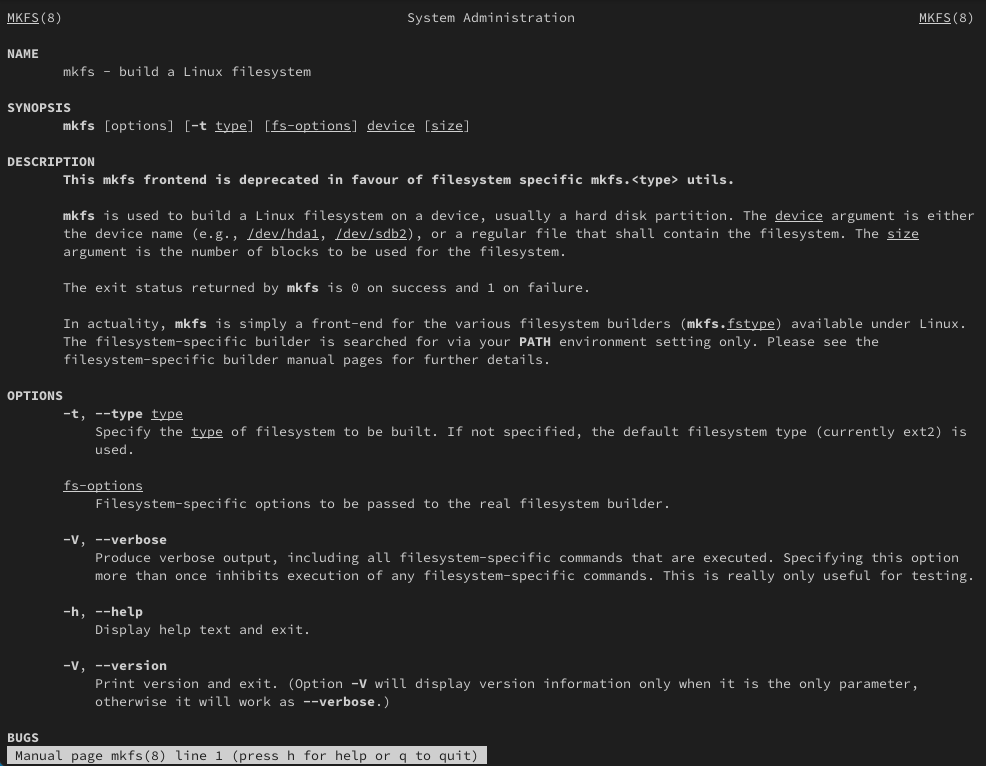 MKFS(8) System Administration MKFS(8)
NAME
mkfs - build a Linux filesystem
SYNOPSIS
mkfs [options] [-t type] [fs-options] device [size]
DESCRIPTION
This mkfs frontend is deprecated in favour of filesystem specific mkfs.<type> utils.
mkfs is used to build a Linux filesystem on a device, usually a hard disk partition. The device argument is either
the device name (e.g., /dev/hda1, /dev/sdb2), or a regular file that shall contain the filesystem. The size
argument is the number of blocks to be used for the filesystem.
The exit status returned by mkfs is 0 on success and 1 on failure.
In actuality, mkfs is simply a front-end for the various filesystem builders (mkfs.fstype) available under Linux.
The filesystem-specific builder is searched for via your PATH environment setting only. Please see the
filesystem-specific builder manual pages for further details.
OPTIONS
-t, --type type
Specify the type of filesystem to be built. If not specified, the default filesystem type (currently ext2) is
used.
fs-options
Filesystem-specific options to be passed to the real filesystem builder.
-V, --verbose
Produce verbose output, including all filesystem-specific commands that are executed. Specifying this option
more than once inhibits execution of any filesystem-specific commands. This is really only useful for testing.
-h, --help
Display help text and exit.
-V, --version
Print version and exit. (Option -V will display version information only when it is the only parameter,
otherwise it will work as --verbose.)
BUGS
Manual page mkfs(8) line 1 (press h for help or q to quit)